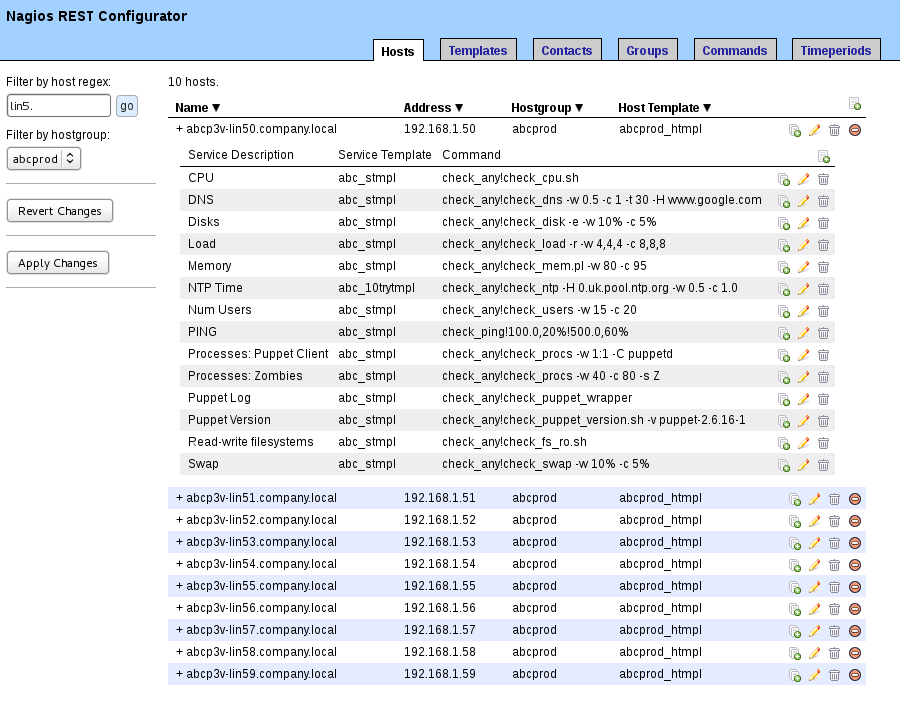 Nagios REST Configurator
Hosts Templates Contacts Groups Commands Timeperiods
Filter by host regex:
lin5.
go
Filter by hostgroup:
abcprod
Revert Changes
Apply Changes
10 hosts.
Name ▼ Address ▼ Hostgroup ▼ Host Template ▼
+ abcp3v-lin50.company.local 192.168.1.50 abcprod abcprod_htmpl
Service Description Service Template Command
CPU abc_stmpl check_any!check_cpu.sh
DNS abc_stmpl check_any!check_dns -w 0.5 -c 1 -t 30 -H www.google.com
Disks abc_stmpl check_any!check_disk -e -w 10% -c 5%
Load abc_stmpl check_any!check_load -r -w 4,4,4 -c 8,8,8
Memory abc_stmpl check_any!check_mem.pl -w 80 -c 95
NTP Time abc_10trytmpl check_any!check_ntp -H 0.uk.pool.ntp.org -w 0.5 -c 1.0
Num Users abc_stmpl check_any!check_users -w 15 -c 20
PING abc_stmpl check_ping!100.0,20%!500.0,60%
Processes: Puppet Client abc_stmpl check_any!check_procs -w 1:1 -C puppetd
Processes: Zombies abc_stmpl check_any!check_procs -w 40 -c 80 -s Z
Puppet Log abc_stmpl check_any!check_puppet_wrapper
Puppet Version abc_stmpl check_any!check_puppet_version.sh -v puppet-2.6.16-1
Read-write filesystems abc_stmpl check_any!check_fs_ro.sh
Swap abc_stmpl check_any!check_swap -w 10% -c 5%
+ abcp3v-lin51.company.local 192.168.1.51 abcprod abcprod_htmpl
+ abcp3v-lin52.company.local 192.168.1.52 abcprod abcprod_htmpl
+ abcp3v-lin53.company.local 192.168.1.53 abcprod abcprod_htmpl
+ abcp3v-lin54.company.local 192.168.1.54 abcprod abcprod_htmpl
+ abcp3v-lin55.company.local 192.168.1.55 abcprod abcprod_htmpl
+ abcp3v-lin56.company.local 192.168.1.56 abcprod abcprod_htmpl
+ abcp3v-lin57.company.local 192.168.1.57 abcprod abcprod_htmpl
+ abcp3v-lin58.company.local 192.168.1.58 abcprod abcprod_htmpl
+ abcp3v-lin59.company.local 192.168.1.59 abcprod abcprod_htmpl